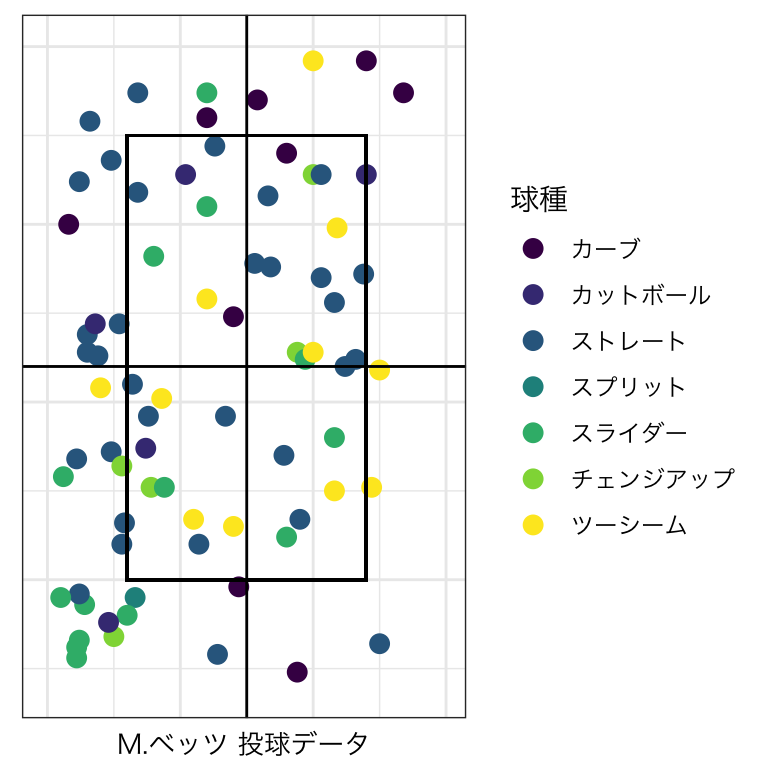 球種
カーブ
カットボール
ストレート
スプリット
スライダー
チェンジアップ
ツーシーム
M.ベッツ 投球データ